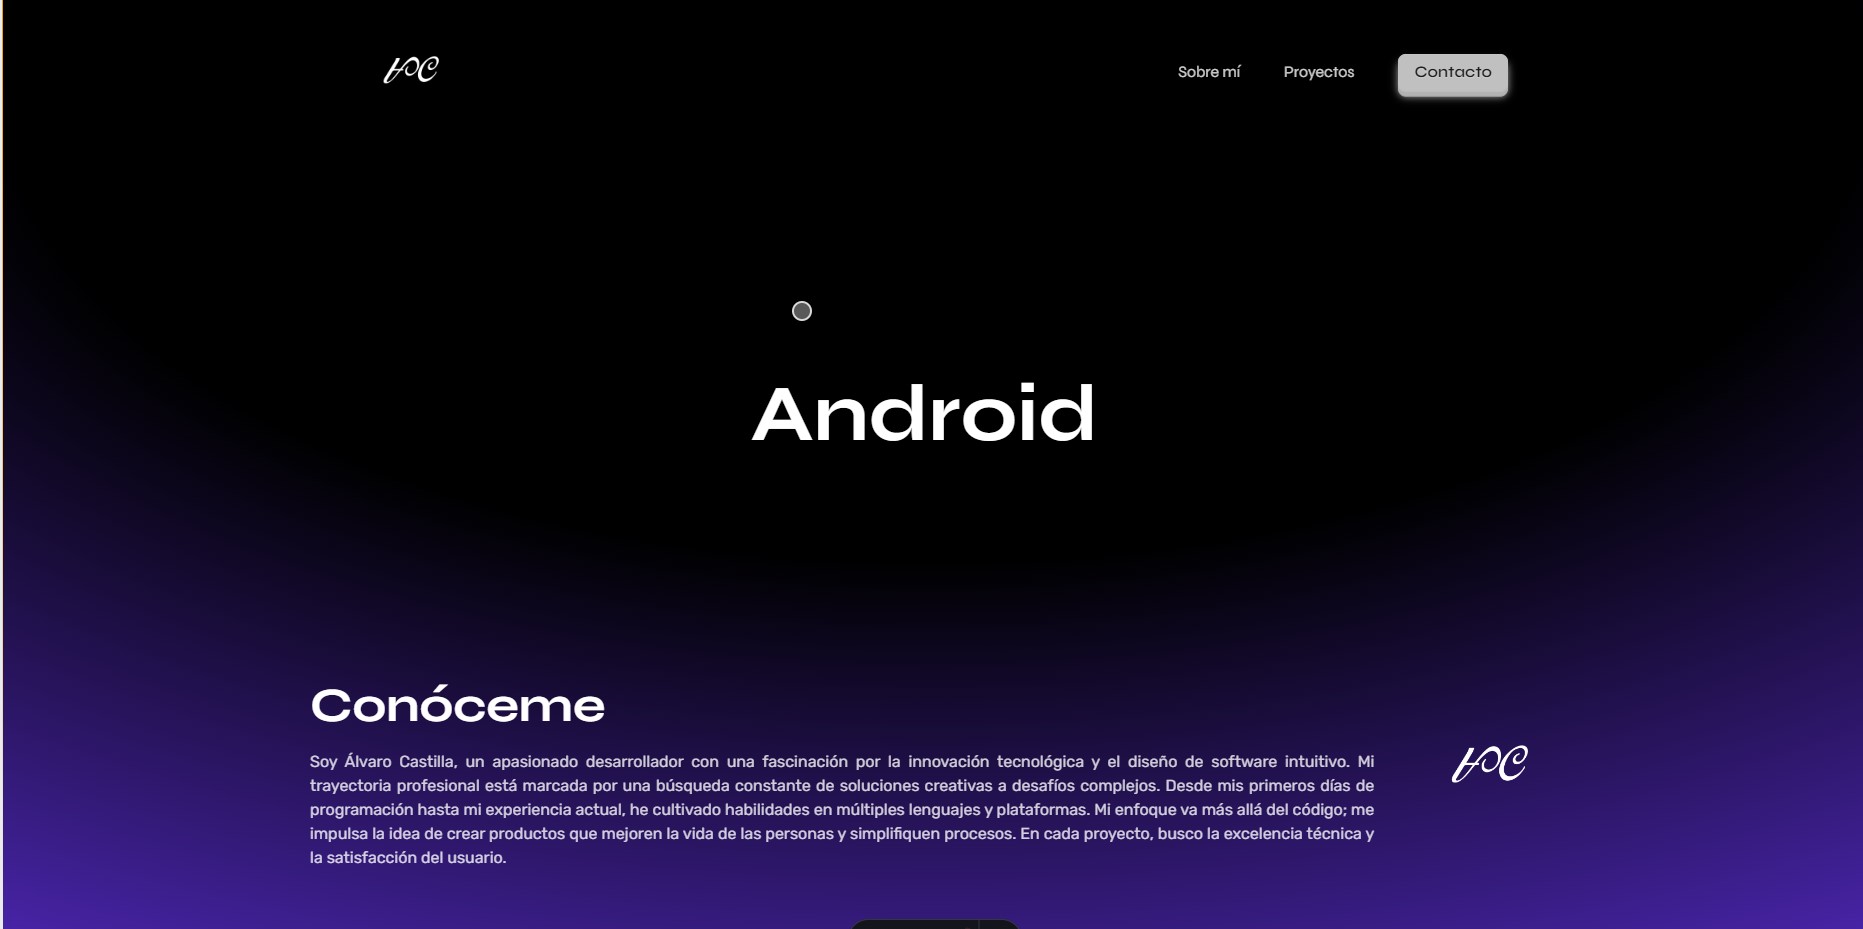 Sobre mí Proyectos Contacto
Android
Conóceme
Soy Álvaro Castilla, un apasionado desarrollador con una fascinación por la innovación tecnológica y el diseño de software intuitivo. Mi
trayectoria profesional está marcada por una búsqueda constante de soluciones creativas a desafíos complejos. Desde mis primeros días de
programación hasta mi experiencia actual, he cultivado habilidades en múltiples lenguajes y plataformas. Mi enfoque va más allá del código; me
impulsa la idea de crear productos que mejoren la vida de las personas y simplifiquen procesos. En cada proyecto, busco la excelencia técnica y
la satisfacción del usuario.